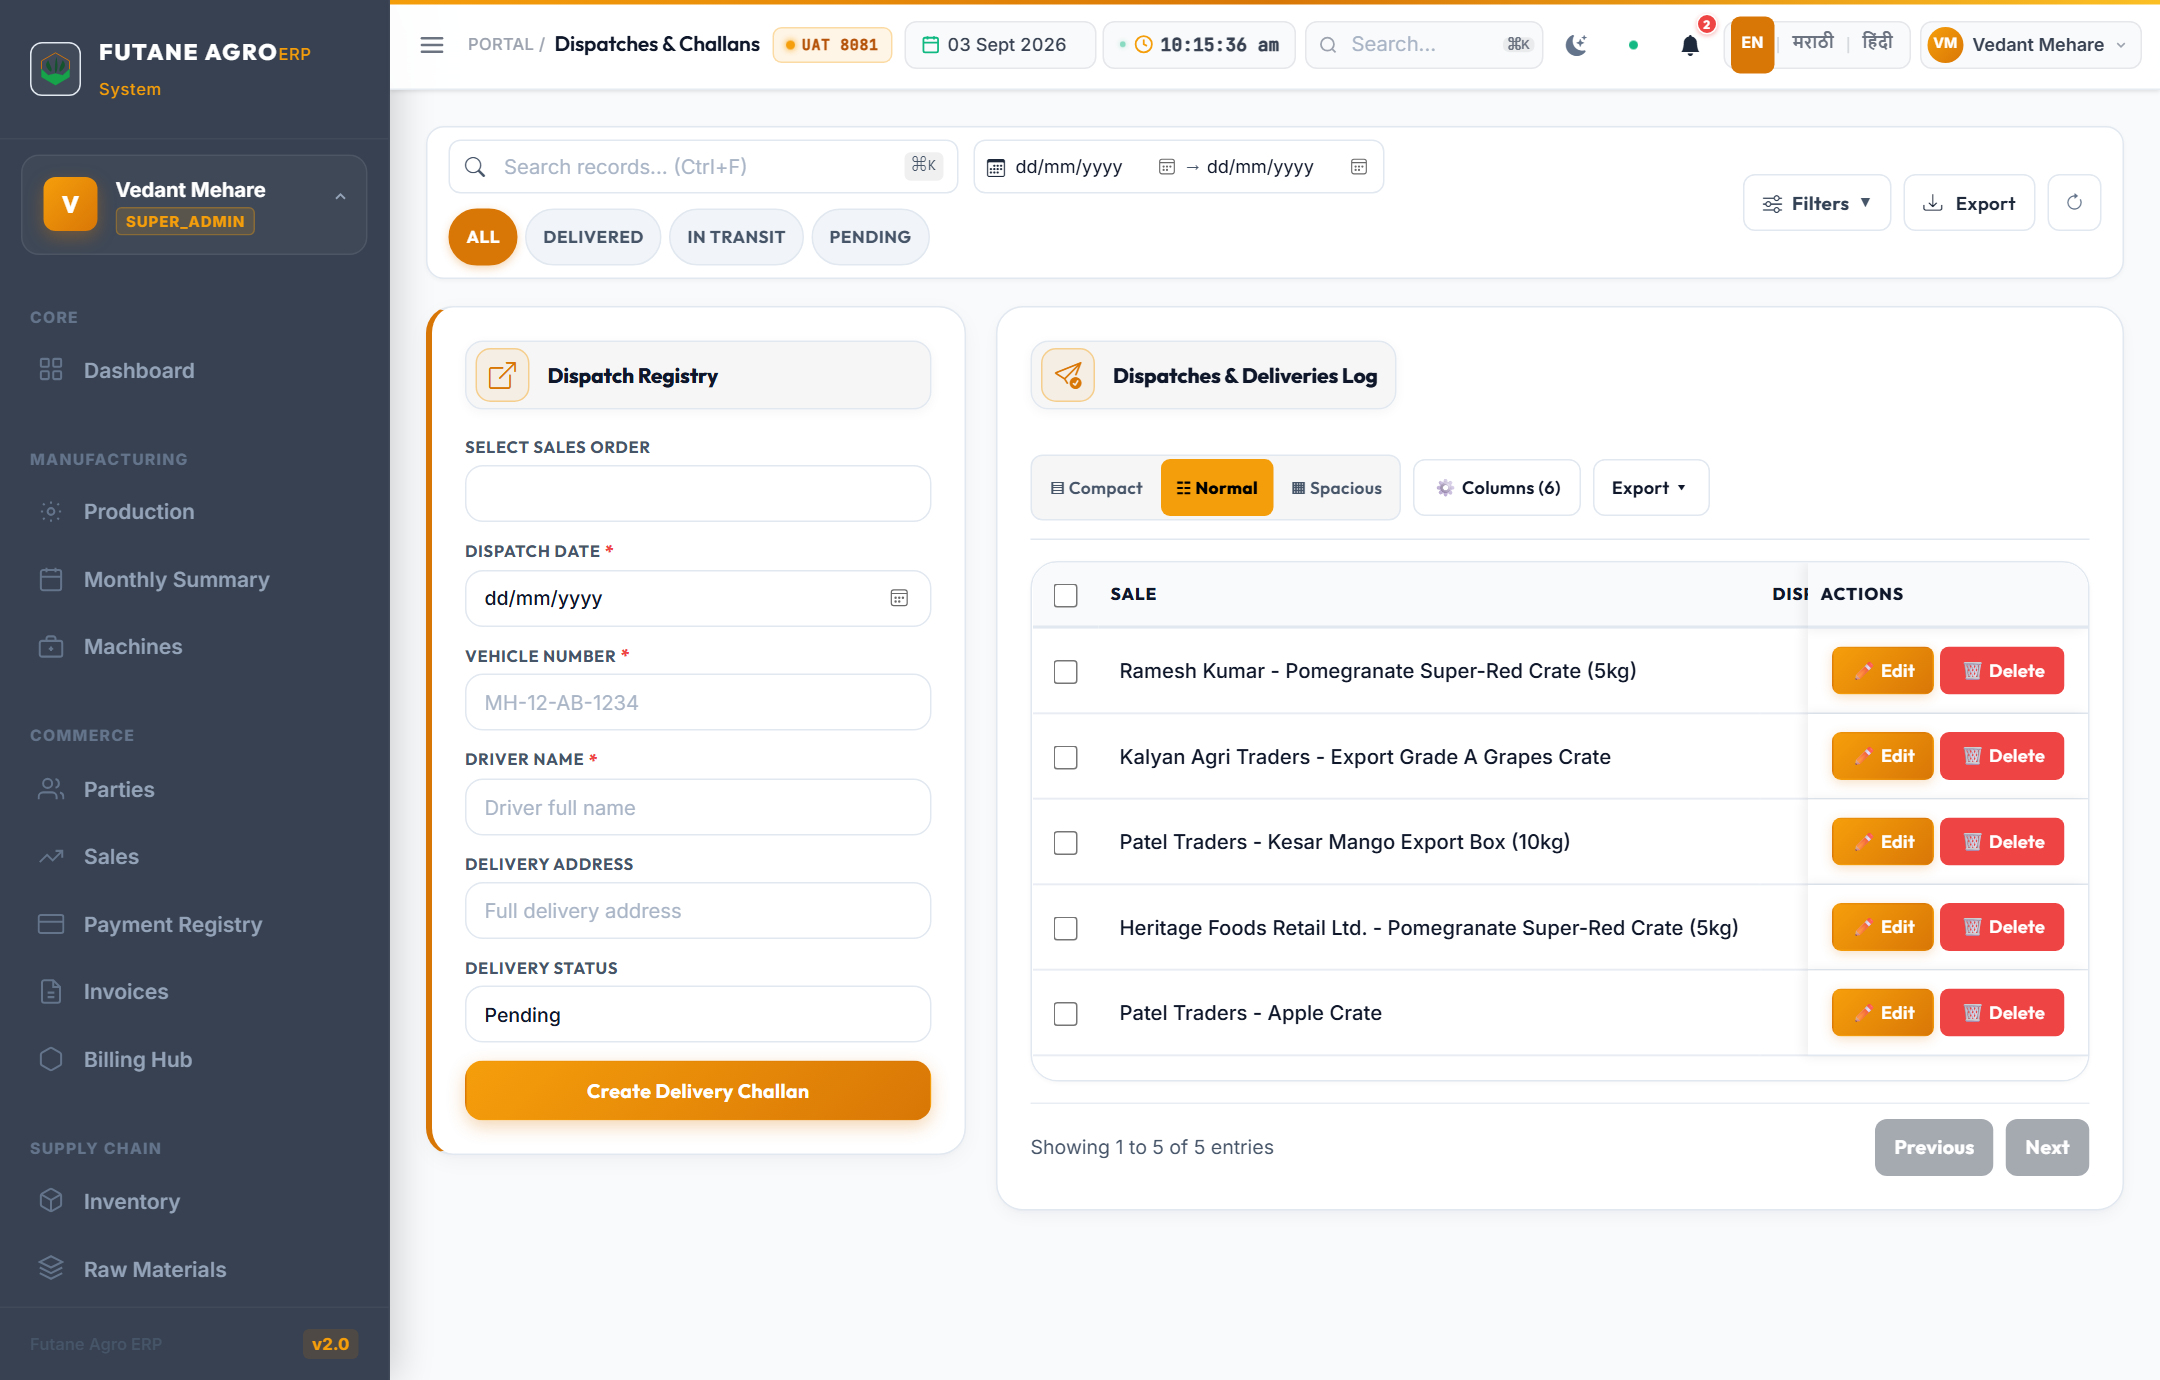 FUTANE AGROERP
System
Vedant Mehare
SUPER_ADMIN
V
CORE
Dashboard
MANUFACTURING
Production
Monthly Summary
Machines
COMMERCE
Parties
Sales
Payment Registry
Invoices
Billing Hub
SUPPLY CHAIN
Inventory
Raw Materials
Futane Agro ERP
v2.0
PORTAL / Dispatches & Challans
UAT 8081
03 Sept 2026
10:15:36 am
Search...
⌘K
2
EN | मराठी | हिंदी
VM Vedant Mehare
Search records... (Ctrl+F)
⌘K
dd/mm/yyyy → dd/mm/yyyy
ALL
DELIVERED
IN TRANSIT
PENDING
Filters ▼
Export
Dispatch Registry
SELECT SALES ORDER
DISPATCH DATE *
dd/mm/yyyy
VEHICLE NUMBER *
MH-12-AB-1234
DRIVER NAME *
Driver full name
DELIVERY ADDRESS
Full delivery address
DELIVERY STATUS
Pending
Create Delivery Challan
Dispatches & Deliveries Log
Compact
Normal
Spacious
Columns (6)
Export ▼
SALE
ACTIONS
Ramesh Kumar - Pomegranate Super-Red Crate (5kg)
Edit Delete
Kalyan Agri Traders - Export Grade A Grapes Crate
Edit Delete
Patel Traders - Kesar Mango Export Box (10kg)
Edit Delete
Heritage Foods Retail Ltd. - Pomegranate Super-Red Crate (5kg)
Edit Delete
Patel Traders - Apple Crate
Edit Delete
Showing 1 to 5 of 5 entries
Previous
Next